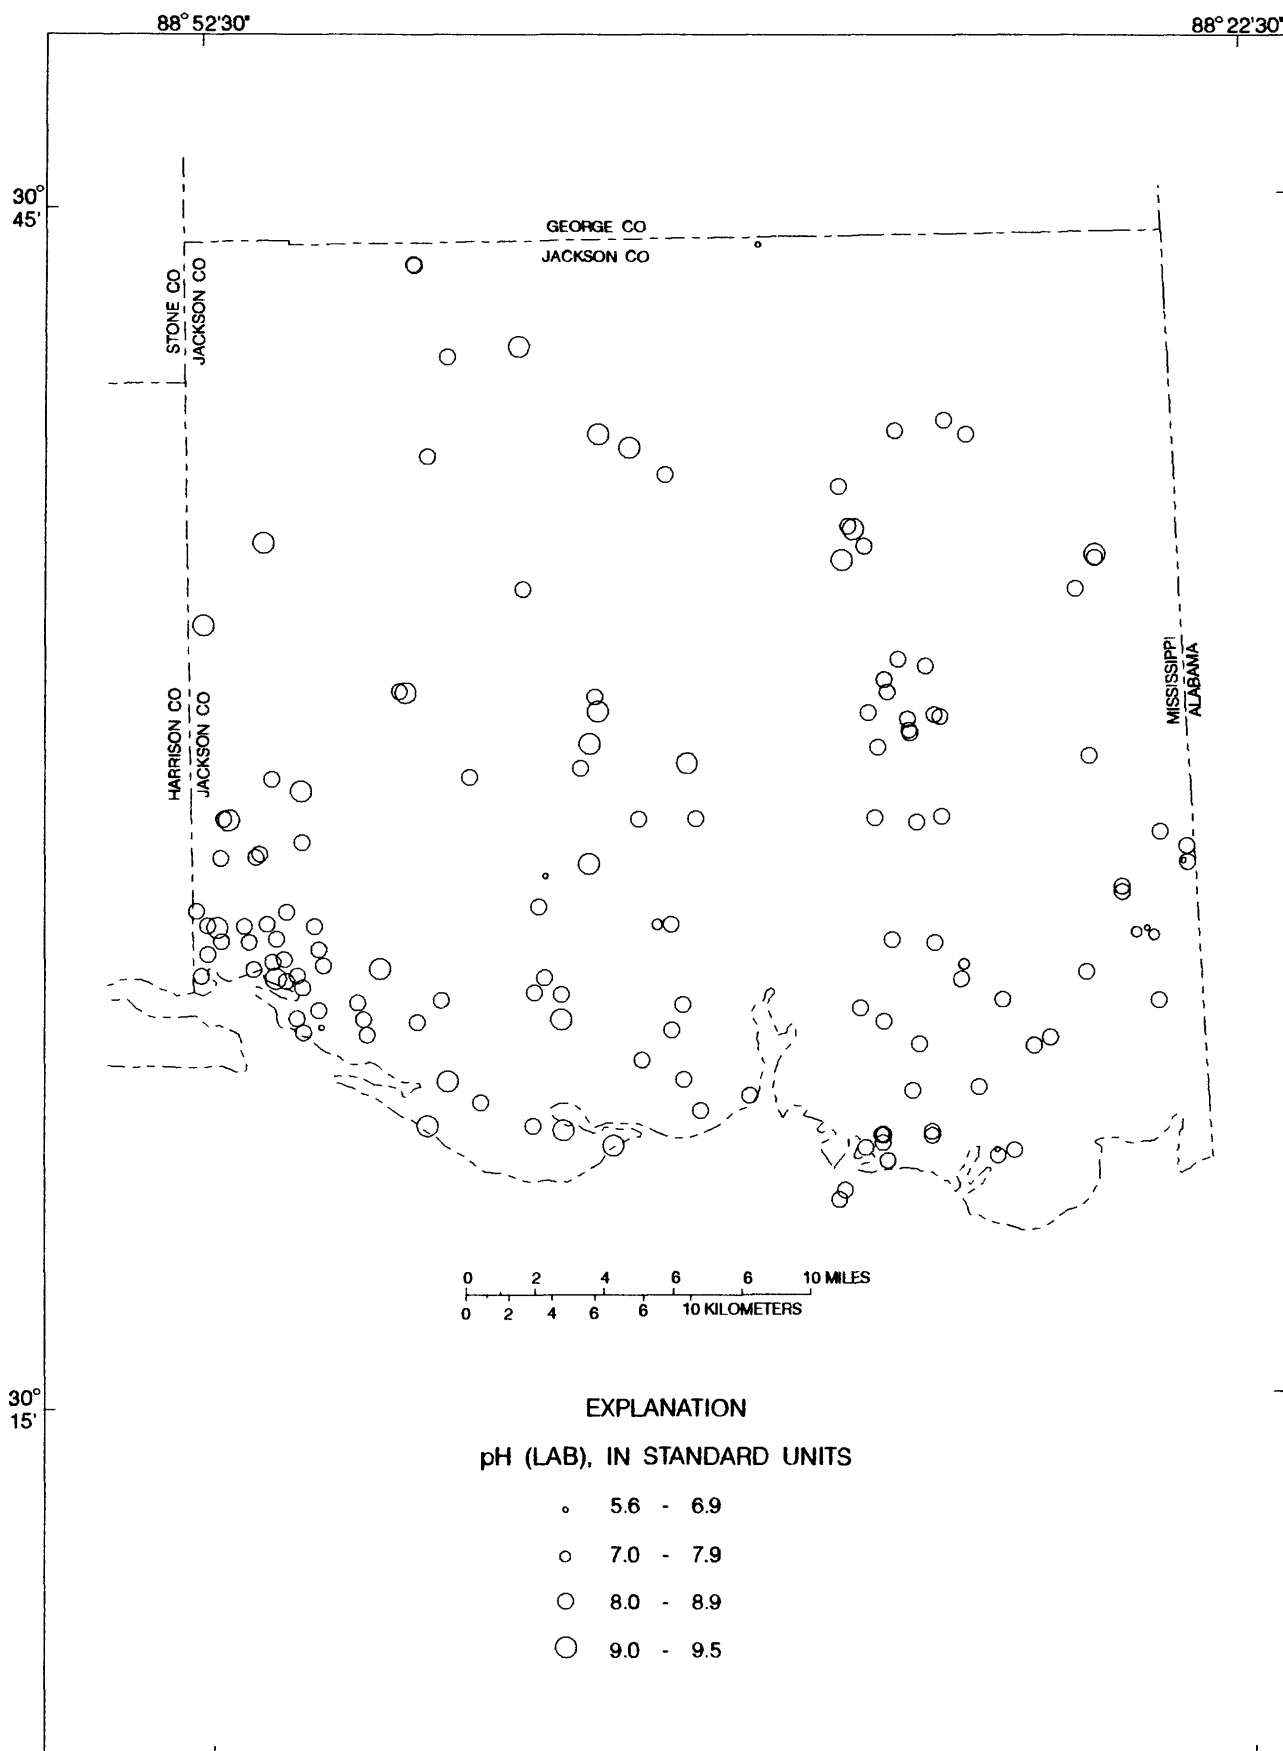 88° 52'30"
88° 22'30"
30°
45'
GEORGE CO
JACKSON CO
STONE CO
JACKSON CO
HARRISON CO
JACKSON CO
MISSISSIPPI
ALABAMA
0 2 4 6 6 10 MILES
0 2 4 6 6 10 KILOMETERS
30°
15'
EXPLANATION
pH (LAB), IN STANDARD UNITS
5.6 - 6.9
7.0 - 7.9
8.0 - 8.9
9.0 - 9.5